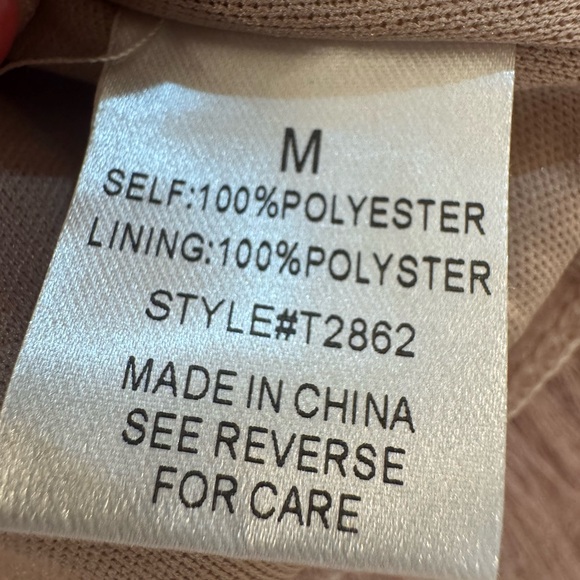 M
SELF:100%POLYESTER
LINING:100%POLYSTER
STYLE#T2862
MADE IN CHINA
SEE REVERSE
FOR CARE